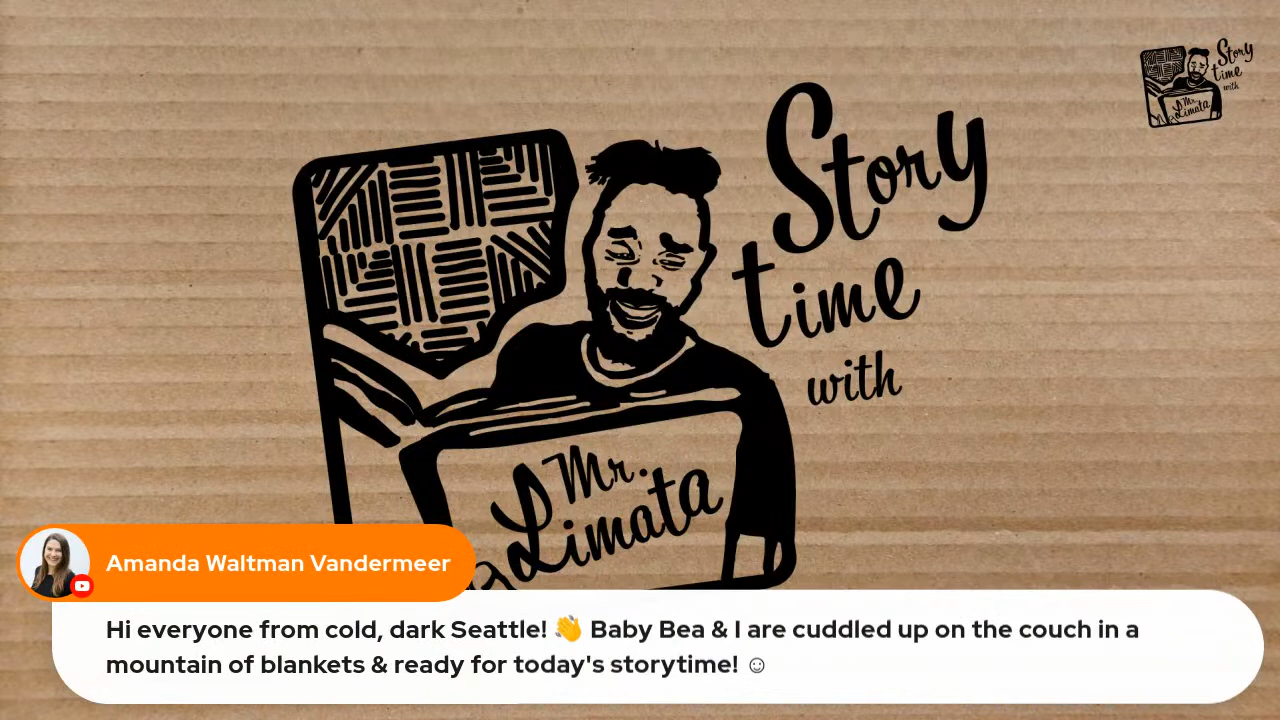 Story
time
with
Mr.
Limata
Story
time
with
Mr.
Limata
Amanda Waltman Vandermeer
Hi everyone from cold, dark Seattle! 👋 Baby Bea & I are cuddled up on the couch in a
mountain of blankets & ready for today's storytime! ☺